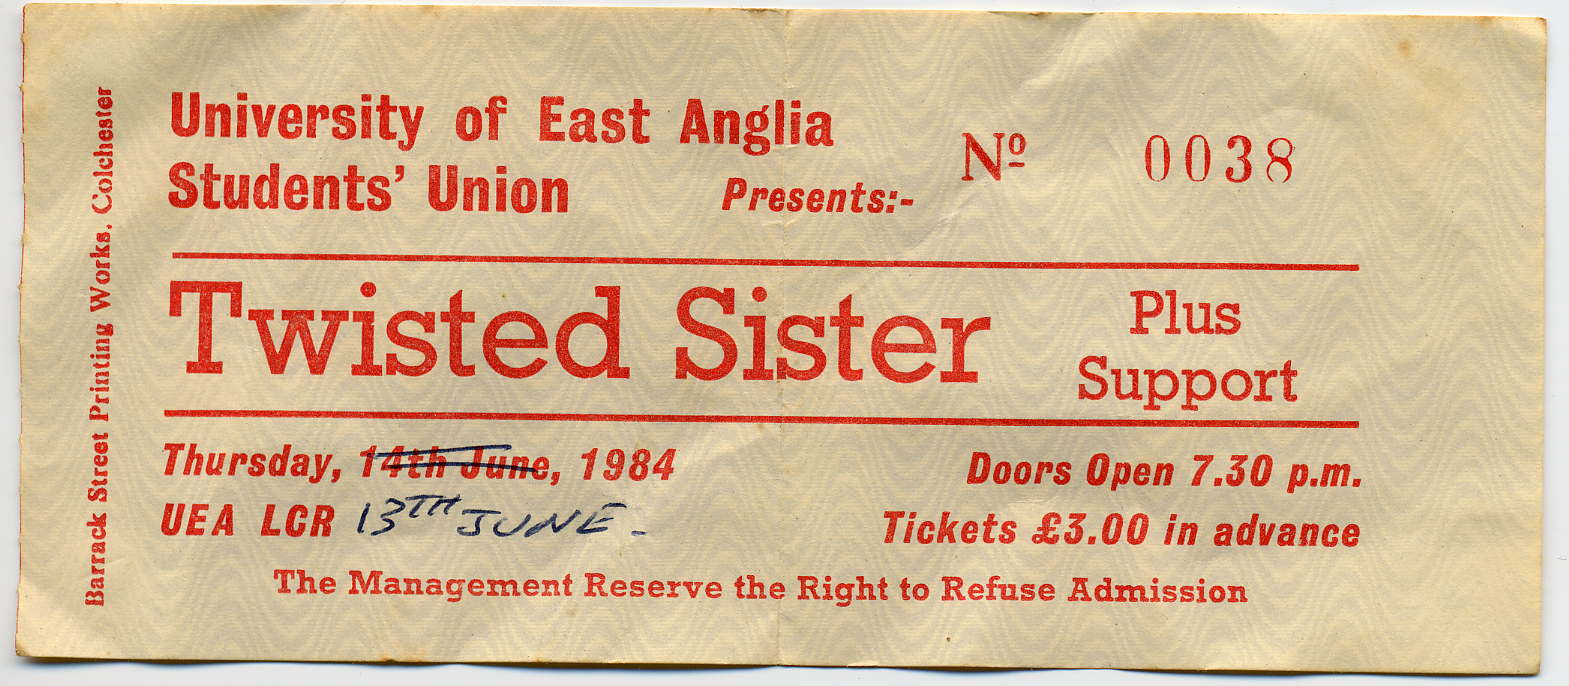 University of East Anglia
Students' Union Presents:-
Nº 0038
Twisted Sister
Plus
Support
Thursday, 14th June, 1984
UEA LCR 13TH JUNE -
Doors Open 7.30 p.m.
Tickets £3.00 in advance
The Management Reserve the Right to Refuse Admission
Barrack Street Printing Works, Colchester